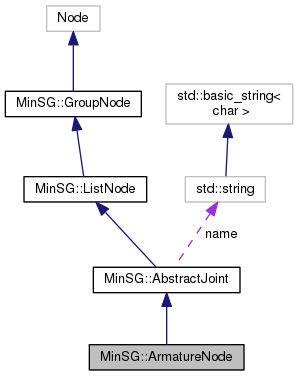 Node
MinSG::GroupNode
std::basic_string<
char >
MinSG::ListNode
std::string
name
MinSG::AbstractJoint
MinSG::ArmatureNode